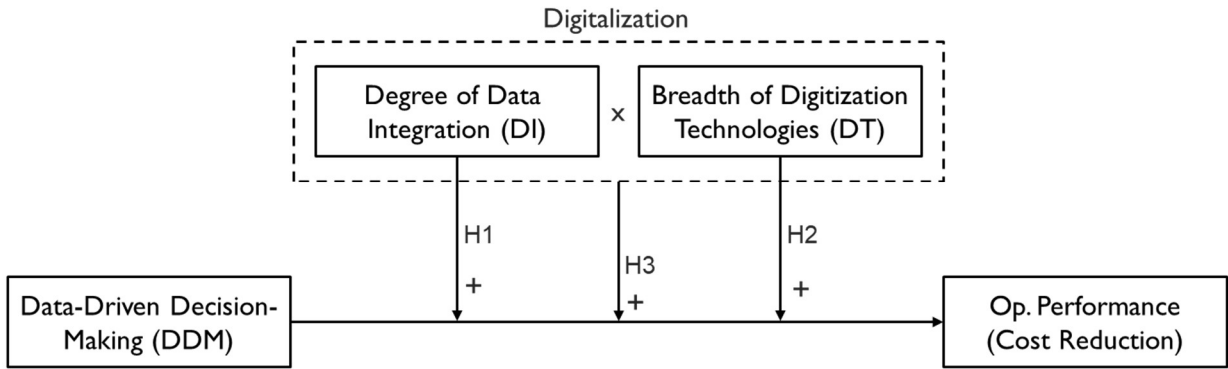 Digitalization
Degree of Data
Integration (DI)
x
Breadth of Digitization
Technologies (DT)
H1
+
H3
+
H2
+
Data-Driven Decision-
Making (DDM)
Op. Performance
(Cost Reduction)